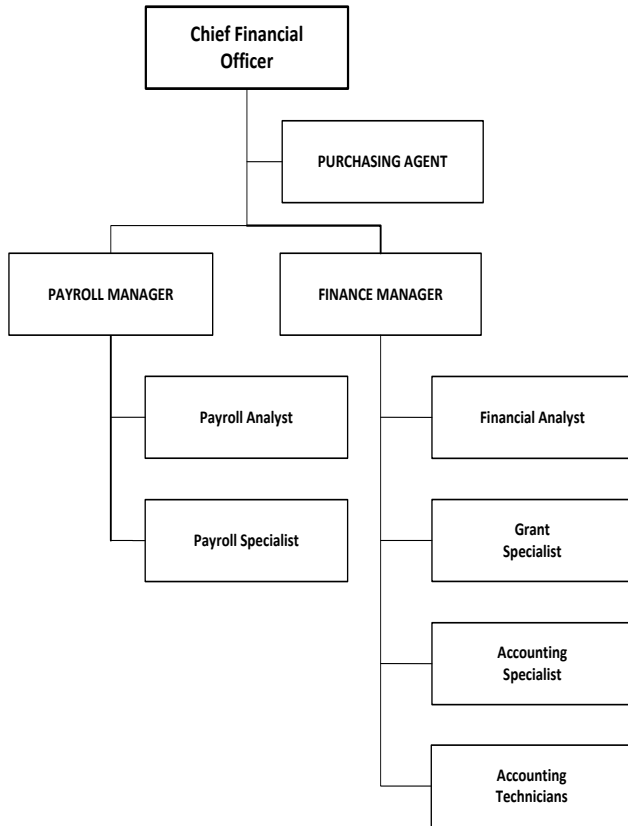 Chief Financial
Officer
PURCHASING AGENT
PAYROLL MANAGER
FINANCE MANAGER
Payroll Analyst
Financial Analyst
Payroll Specialist
Grant
Specialist
Accounting
Specialist
Accounting
Technicians